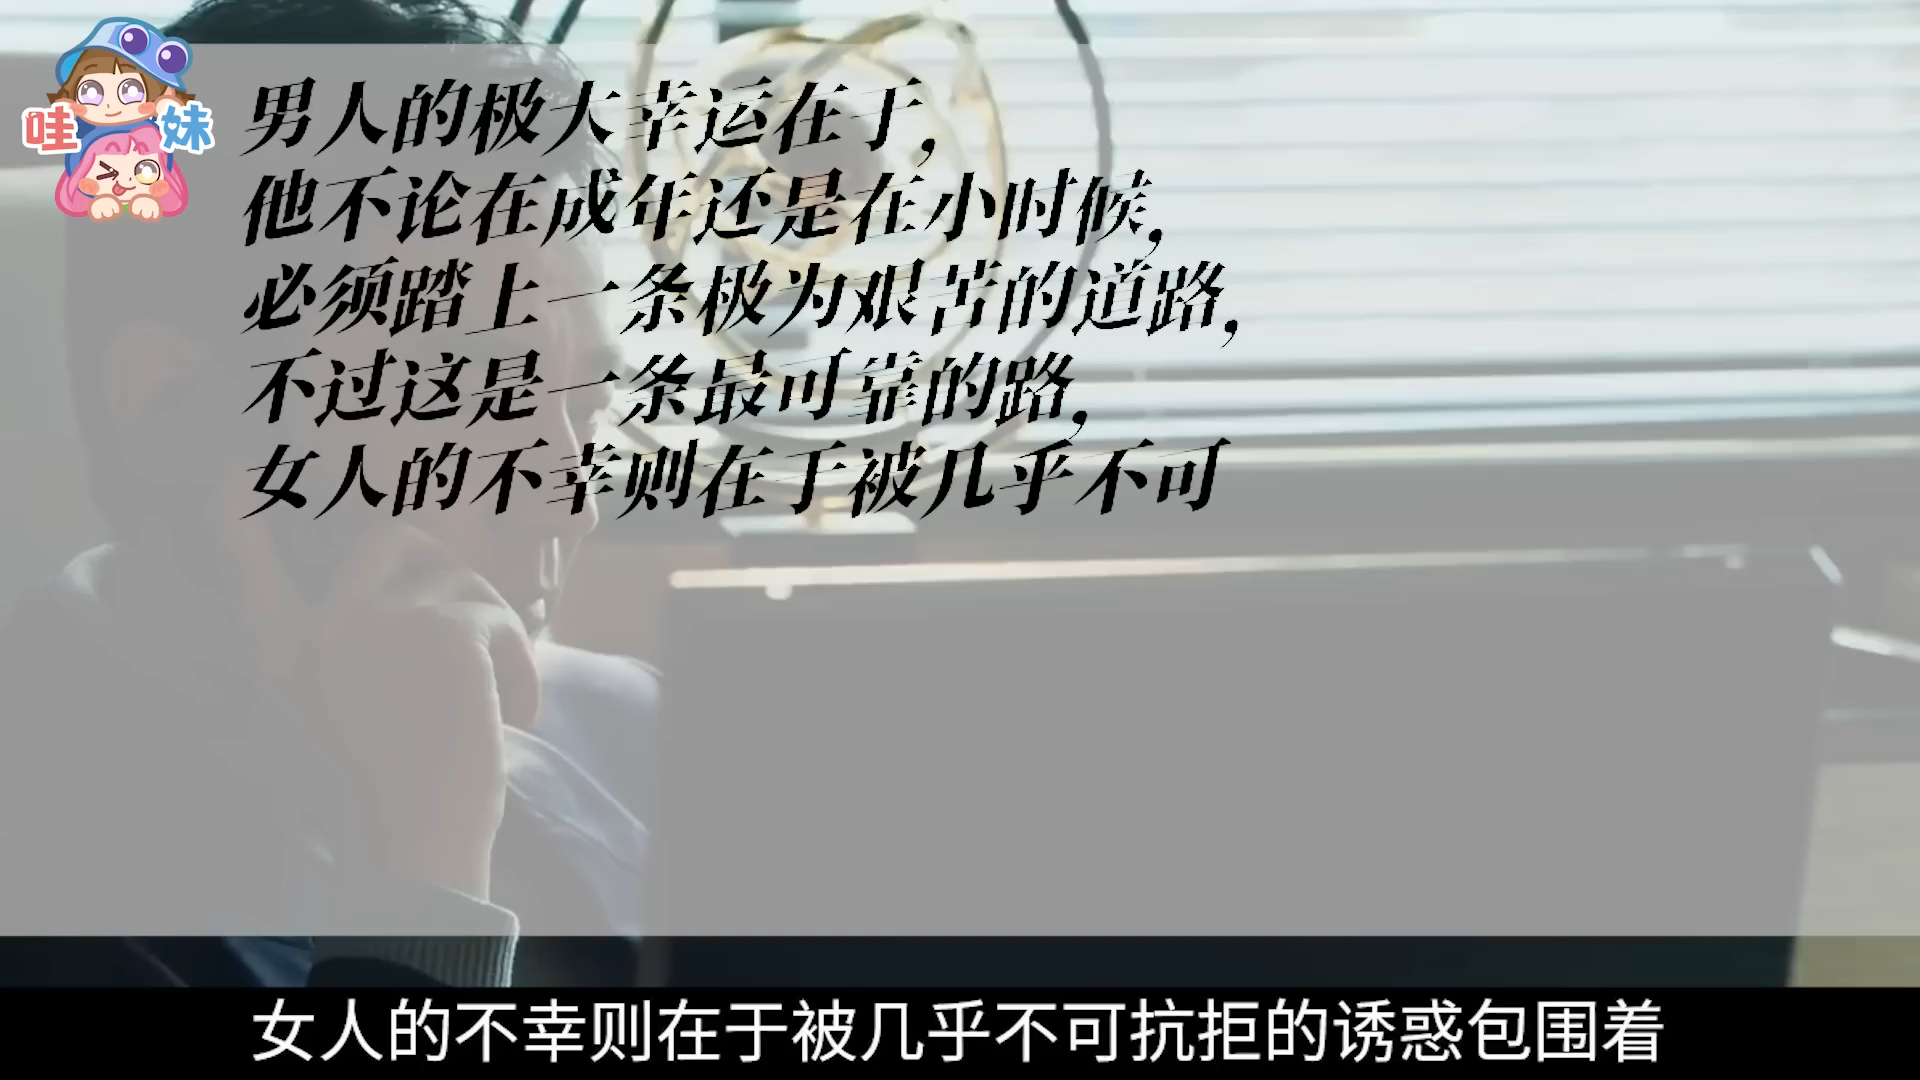 哇妹
男人的极大幸运在于,
他不论在成年还是在小时候,
必须踏上一条极为艰苦的道路,
不过这是一条最可靠的路,
女人的不幸则在于被几乎不可
女人的不幸则在于被几乎不可抗拒的诱惑包围着